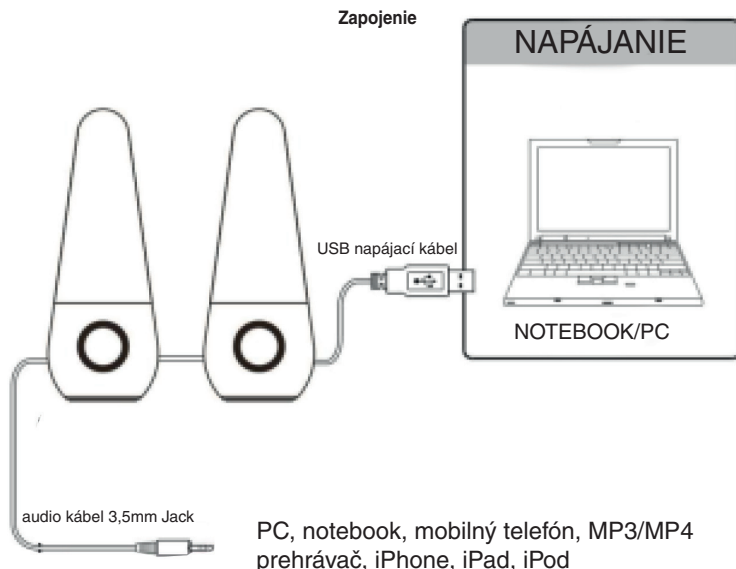 Zapojenie
NAPÁJANIE
USB napájací kábel
NOTEBOOK/PC
audio kábel 3,5mm Jack
PC, notebook, mobilný telefón, MP3/MP4
prehrávač, iPhone, iPad, iPod